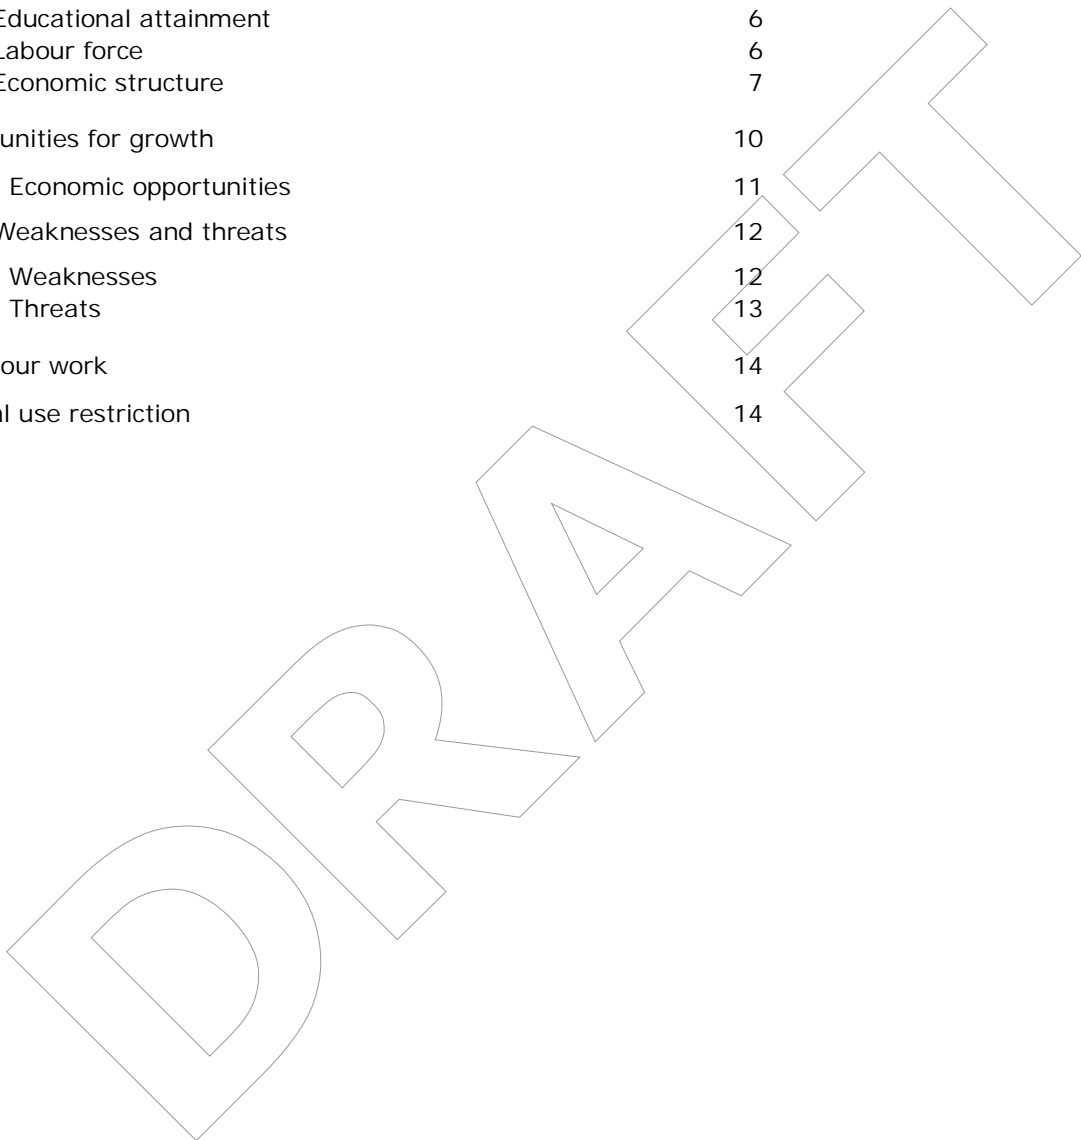 Educational attainment 6
Labour force 6
Economic structure 7
unities for growth 10
Economic opportunities 11
Weaknesses and threats 12
Weaknesses 12
Threats 13
our work 14
al use restriction 14
DRAFT